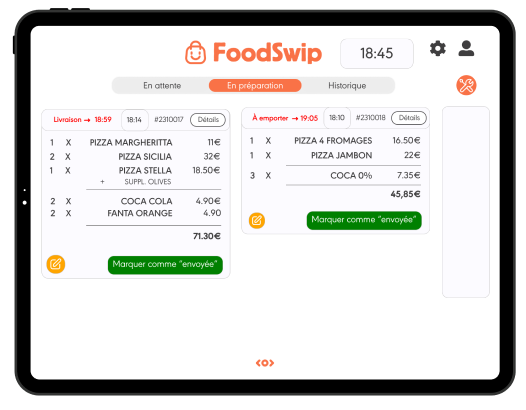 FoodSwip
18:45
En attente
En préparation
Historique
Livraison → 18:59 18:14 #2310017 Détails
1 X PIZZA MARGHERITTA 11€
2 X PIZZA SICILIA 32€
1 X PIZZA STELLA 18.50€
+ SUPPL. OLIVES
2 X COCA COLA 4.90€
2 X FANTA ORANGE 4.90
71.30€
Marquer comme "envoyée"
À emporter → 19:05 18:10 #2310018 Détails
1 X PIZZA 4 FROMAGES 16.50€
1 X PIZZA JAMBON 22€
3 X COCA 0% 7.35€
45,85€
Marquer comme "envoyée"